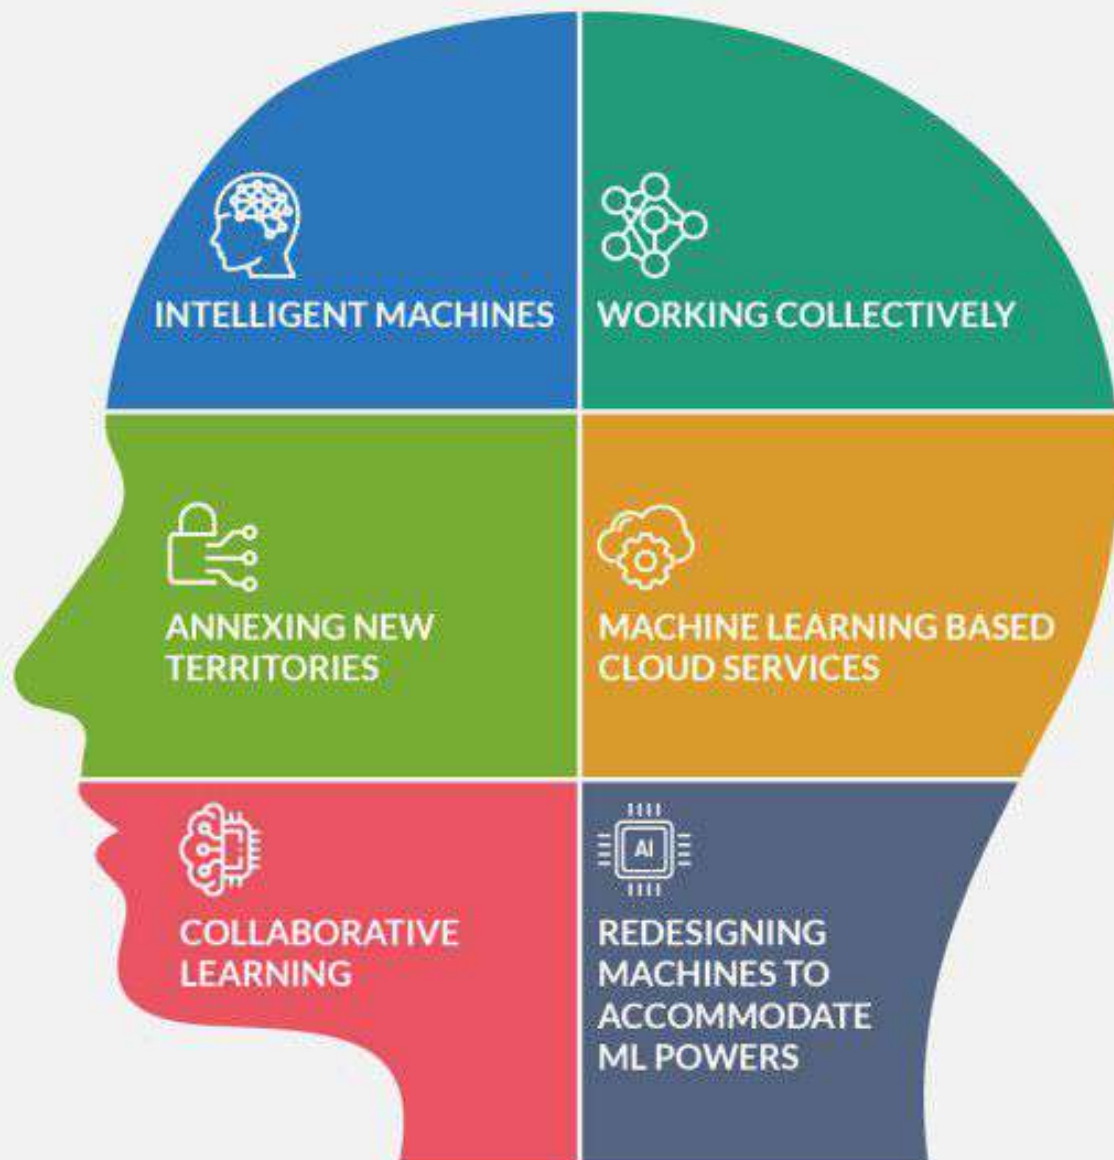 INTELLIGENT MACHINES
WORKING COLLECTIVELY
ANNEXING NEW
TERRITORIES
MACHINE LEARNING BASED
CLOUD SERVICES
COLLABORATIVE
LEARNING
AI
REDESIGNING
MACHINES TO
ACCOMMODATE
ML POWERS